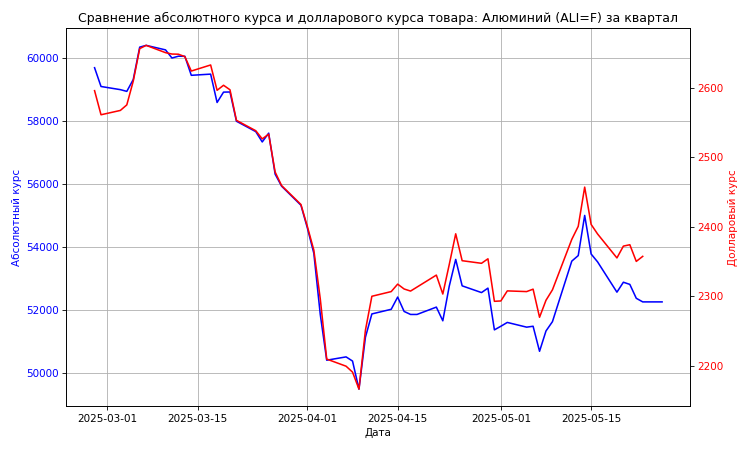 Сравнение абсолютного курса и долларового курса товара: Алюминий (ALI=F) за квартал
60000
58000
56000
54000
52000
50000
Абсолютный курс
2600
2500
2400
2300
2200
Долларовый курс
2025-03-01 2025-03-15 2025-04-01 2025-04-15 2025-05-01 2025-05-15
Дата